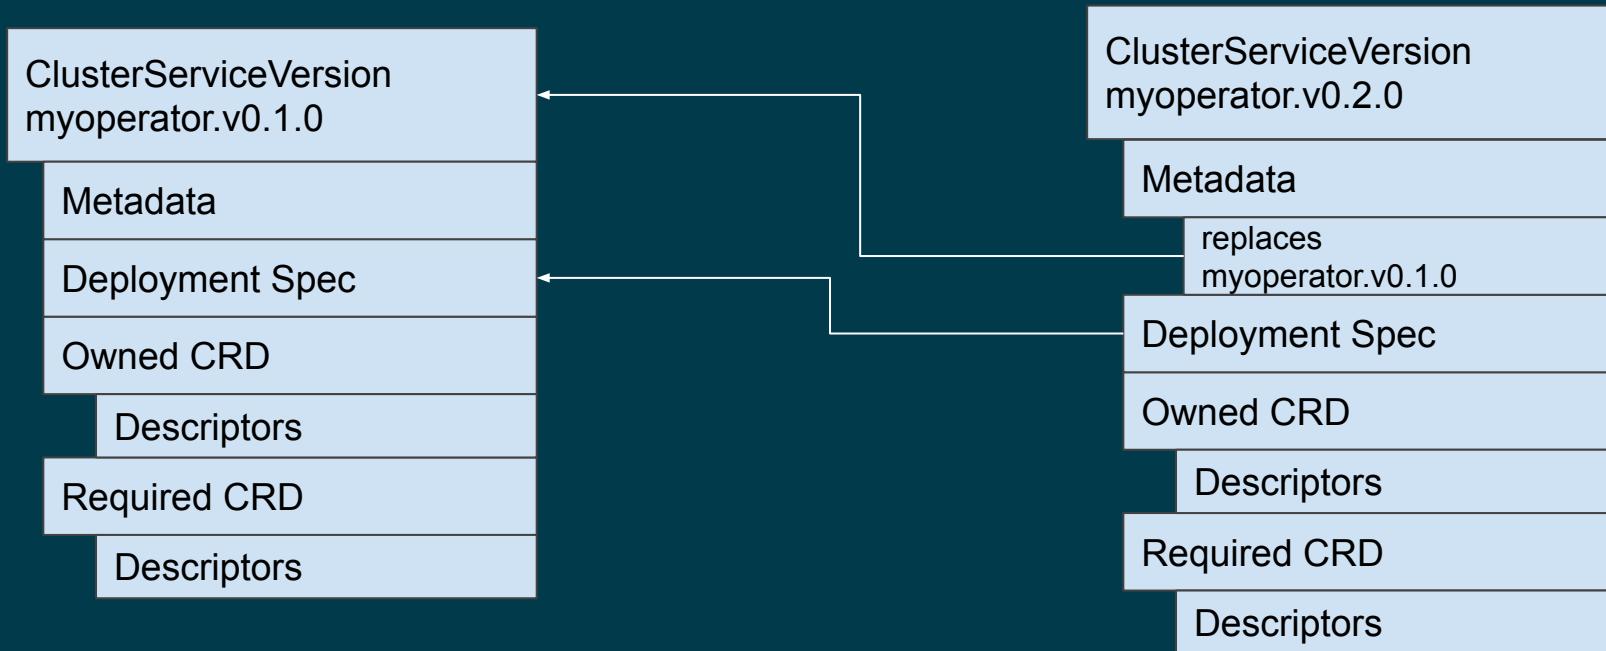 ClusterServiceVersion
myoperator.v0.1.0
Metadata
Deployment Spec
Owned CRD
Descriptors
Required CRD
Descriptors
ClusterServiceVersion
myoperator.v0.2.0
Metadata
replaces
myoperator.v0.1.0
Deployment Spec
Owned CRD
Descriptors
Required CRD
Descriptors